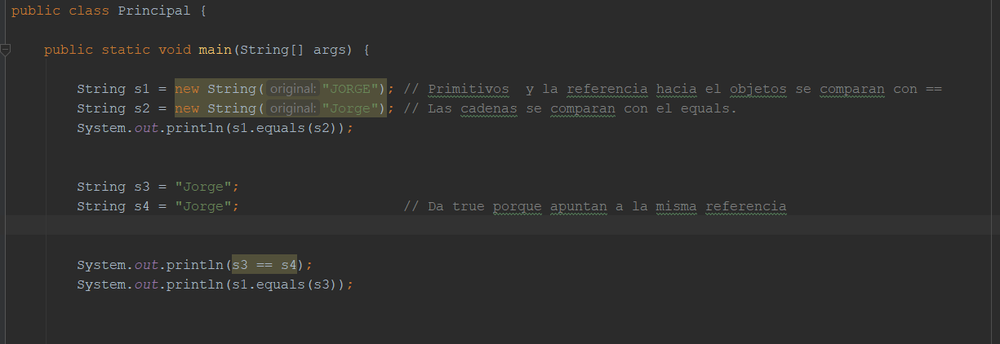 public class Principal {
public static void main(String[] args) {
String s1 = new String( original: "JORGE"); // Primitivos  y la referencia hacia el objetos se comparan con ==
String s2 = new String( original: "Jorge"); // Las cadenas se comparan con el equals.
System.out.println(s1.equals(s2));
String s3 = "Jorge";
String s4 = "Jorge"; // Da true porque apuntan a la misma referencia
System.out.println(s3 == s4);
System.out.println(s1.equals(s3));